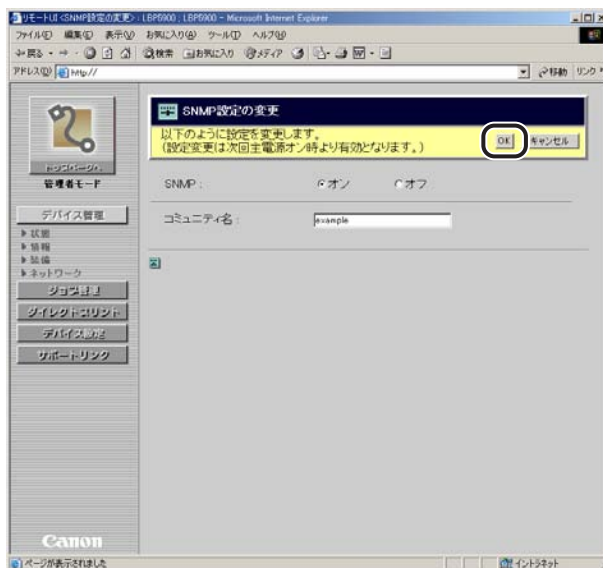 リモートUI <SNMP設定の変更> : LBP5900 ; LBP5900 - Microsoft Internet Explorer
ファイル(F) 編集(E) 表示(V) お気に入り(A) ツール(T) ヘルプ(H)
戻る 検索 お気に入り メディア
アドレス(D) http:// 移動 リンク
SNMP設定の変更
以下のように設定を変更します。
(設定変更は次回主電源オン時より有効となります。)
OK キャンセル
トップページへ
管理者モード
SNMP : オン オフ
コミュニティ名 : example
デバイス管理
状態
情報
装備
ネットワーク
ジョブ管理
ダイレクトプリント
デバイス設定
サポートリンク
Canon
ページが表示されました イントラネット